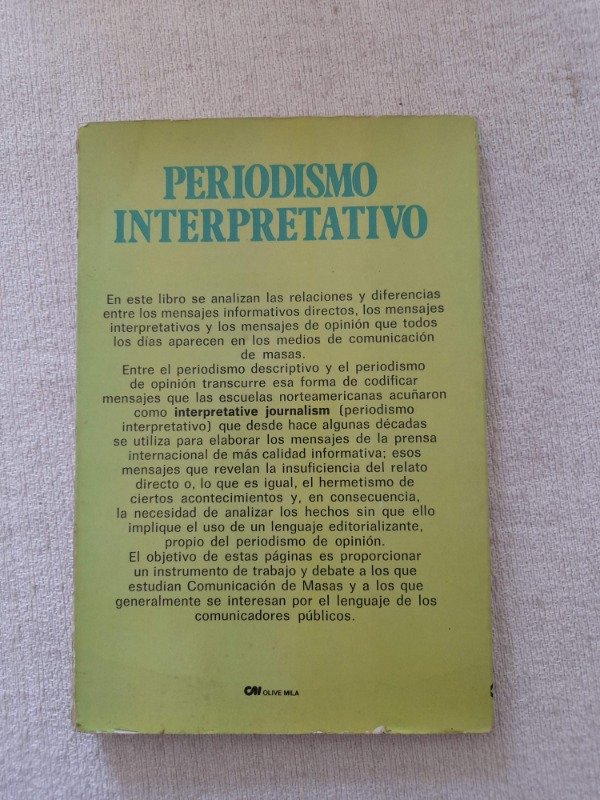 PERIODISMO
INTERPRETATIVO
En este libro se analizan las relaciones y diferencias
entre los mensajes informativos directos, los mensajes
interpretativos y los mensajes de opinión que todos
los días aparecen en los medios de comunicación
de masas.
Entre el periodismo descriptivo y el periodismo
de opinión transcurre esa forma de codificar
mensajes que las escuelas norteamericanas acuñaron
como interpretative journalism (periodismo
interpretativo) que desde hace algunas décadas
se utiliza para elaborar los mensajes de la prensa
internacional de más calidad informativa; esos
mensajes que revelan la insuficiencia del relato
directo o, lo que es igual, el hermetismo de
ciertos acontecimientos y, en consecuencia,
la necesidad de analizar los hechos sin que ello
implique el uso de un lenguaje editorializante,
propio del periodismo de opinión.
El objetivo de estas páginas es proporcionar
un instrumento de trabajo y debate a los que
estudian Comunicación de Masas y a los que
generalmente se interesan por el lenguaje de los
comunicadores públicos.
OLIVE MILA